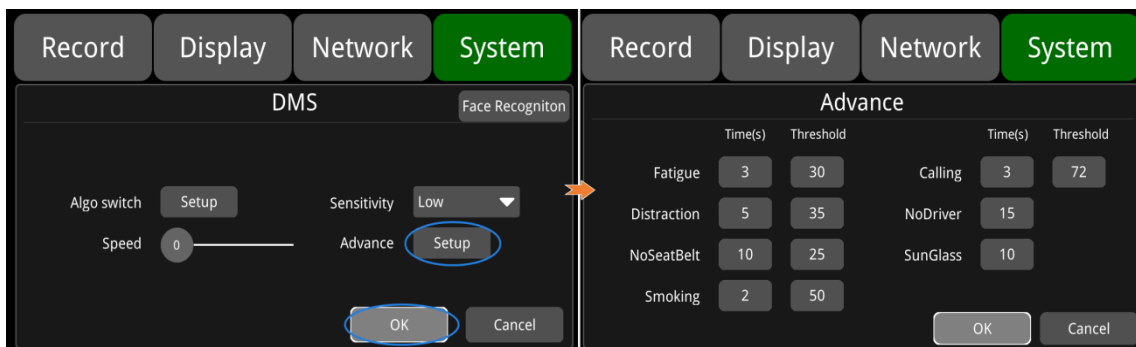 Record Display Network System
DMS Face Recogniton
Algo switch Setup Sensitivity Low
Speed 0 Advance Setup
OK Cancel
Record Display Network System
Advance
Time(s) Threshold Time(s) Threshold
Fatigue 3 30 Calling 3 72
Distraction 5 35 NoDriver 15
NoSeatBelt 10 25 SunGlass 10
Smoking 2 50
OK Cancel